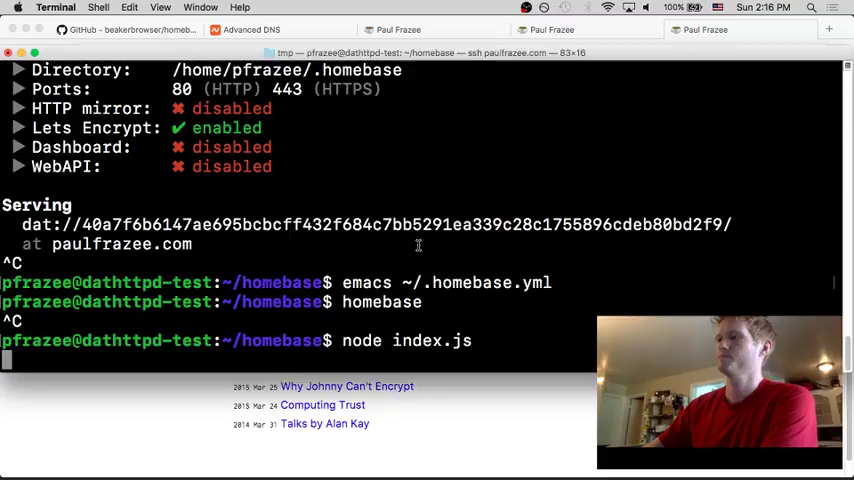 Terminal Shell Edit View Window Help 100% Sun 2:16 PM
GitHub - beakerbrowser/homeb... Advanced DNS Paul Frazee Paul Frazee Paul Frazee
tmp — pfrazee@dathttpd-test: ~/homebase — ssh paulfrazee.com — 83×16
▶ Directory: /home/pfrazee/.homebase
▶ Ports: 80 (HTTP) 443 (HTTPS)
▶ HTTP mirror: ✖ disabled
▶ Lets Encrypt: ✔ enabled
▶ Dashboard: ✖ disabled
▶ WebAPI: ✖ disabled
Serving
dat://40a7f6b6147ae695bcbcff432f684c7bb5291ea339c28c1755896cdeb80bd2f9/
at paulfrazee.com
^C
pfrazee@dathttpd-test:~/homebase$ emacs ~/.homebase.yml
pfrazee@dathttpd-test:~/homebase$ homebase
^C
pfrazee@dathttpd-test:~/homebase$ node index.js
2015 Mar 25 Why Johnny Can't Encrypt
2015 Mar 24 Computing Trust
2014 Mar 31 Talks by Alan Kay